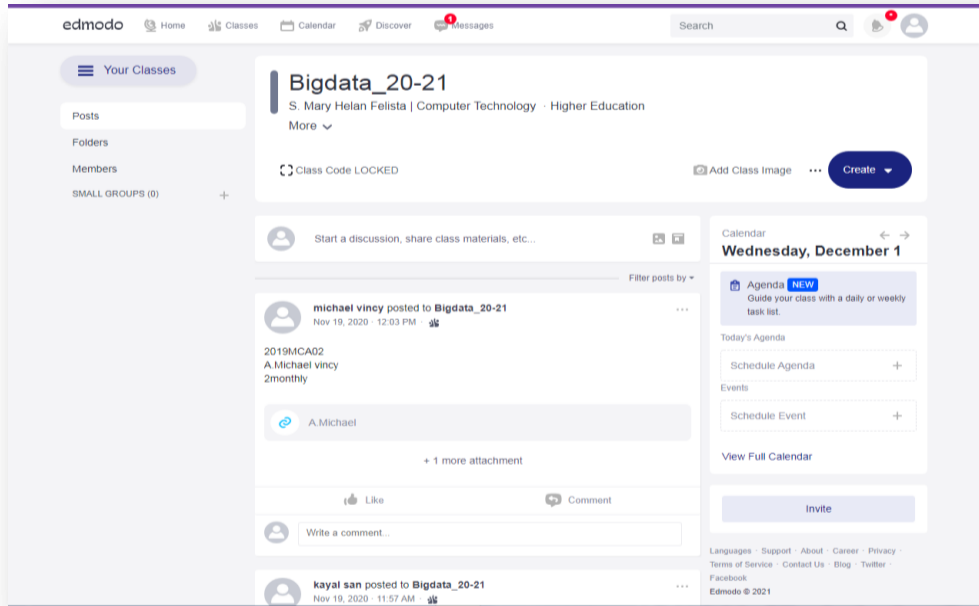 edmodo Home Classes Calendar Discover 1 Messages Search
Your Classes
Posts
Folders
Members
SMALL GROUPS (0) +
Bigdata_20-21
S. Mary Helan Felista | Computer Technology · Higher Education
More
Class Code LOCKED
Add Class Image ... Create
Start a discussion, share class materials, etc...
Filter posts by
michael vincy posted to Bigdata_20-21
Nov 19, 2020 · 12:03 PM ·
2019MCA02
A.Michael vincy
2monthly
A.Michael
+ 1 more attachment
Like Comment
Write a comment...
kayal san posted to Bigdata_20-21
Nov 19, 2020 · 11:57 AM ·
Calendar
Wednesday, December 1
Agenda NEW
Guide your class with a daily or weekly
task list.
Today's Agenda
Schedule Agenda +
Events
Schedule Event +
View Full Calendar
Invite
Languages · Support · About · Career · Privacy ·
Terms of Service · Contact Us · Blog · Twitter ·
Facebook
Edmodo © 2021